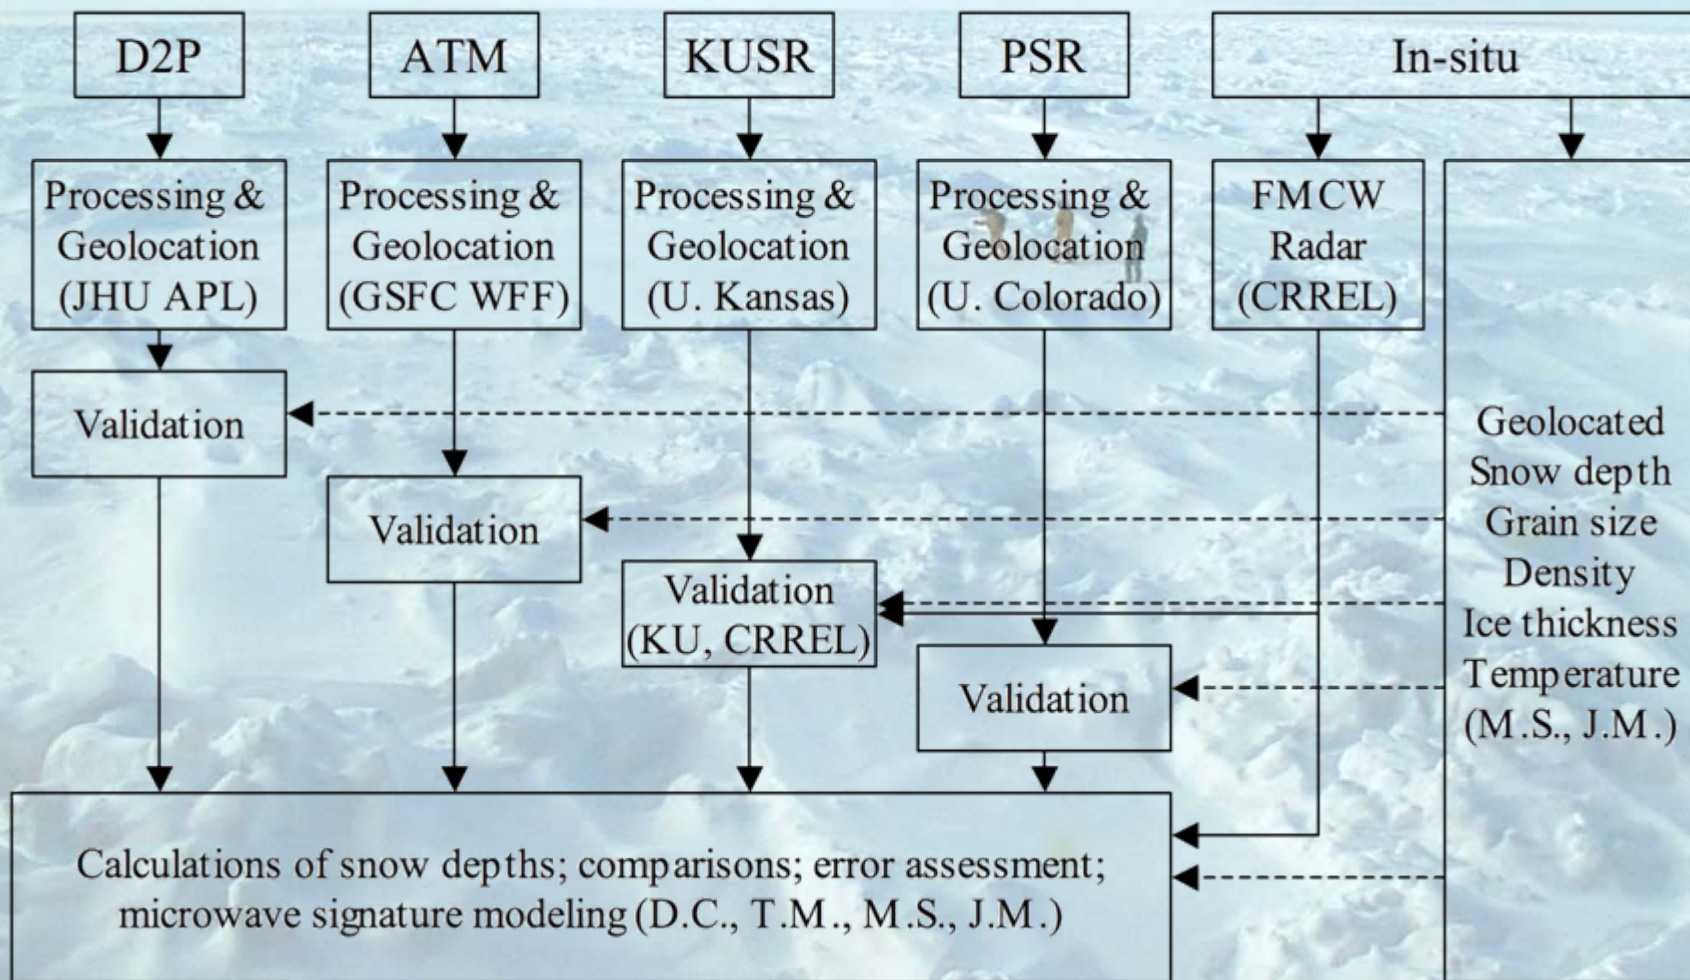 D2P
ATM
KUSR
PSR
In-situ
Processing &
Geolocation
(JHU APL)
Processing &
Geolocation
(GSFC WFF)
Processing &
Geolocation
(U. Kansas)
Processing &
Geolocation
(U. Colorado)
FMCW
Radar
(CRREL)
Validation
Validation
Validation
(KU, CRREL)
Validation
Geolocated
Snow depth
Grain size
Density
Ice thickness
Temperature
(M.S., J.M.)
Calculations of snow depths; comparisons; error assessment;
microwave signature modeling (D.C., T.M., M.S., J.M.)